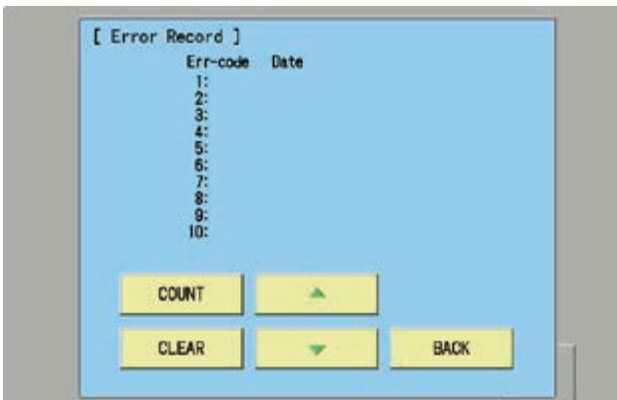 [ Error Record ]
Err-code Date
1:
2:
3:
4:
5:
6:
7:
8:
9:
10:
COUNT
CLEAR BACK